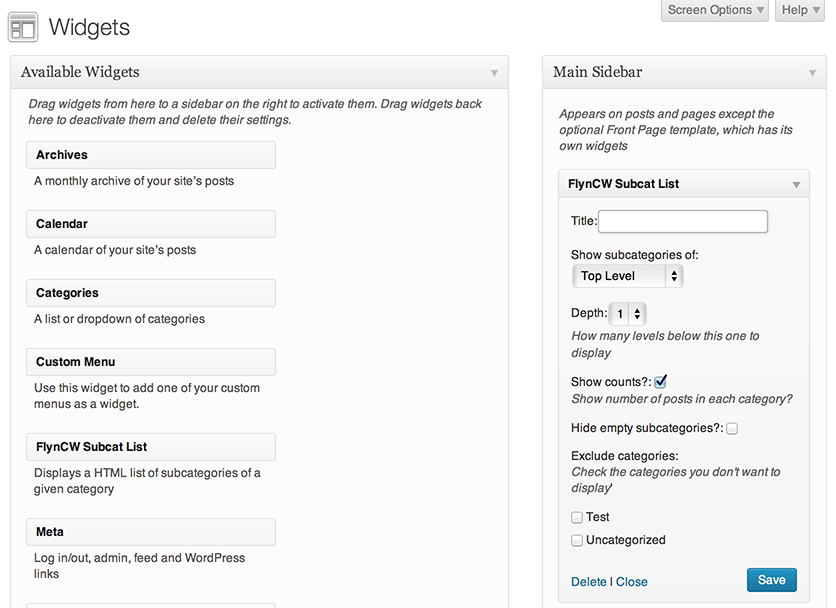 Screen Options
Help
Widgets
Available Widgets
Drag widgets from here to a sidebar on the right to activate them. Drag widgets back
here to deactivate them and delete their settings.
Archives
A monthly archive of your site's posts
Calendar
A calendar of your site's posts
Categories
A list or dropdown of categories
Custom Menu
Use this widget to add one of your custom
menus as a widget.
FlynCW Subcat List
Displays a HTML list of subcategories of a
given category
Meta
Log in/out, admin, feed and WordPress
links
Main Sidebar
Appears on posts and pages except the
optional Front Page template, which has its
own widgets
FlynCW Subcat List
Title:
Show subcategories of:
Top Level
Depth: 1
How many levels below this one to
display
Show counts?:
Show number of posts in each category?
Hide empty subcategories?:
Exclude categories:
Check the categories you don't want to
display'
Test
Uncategorized
Delete | Close
Save